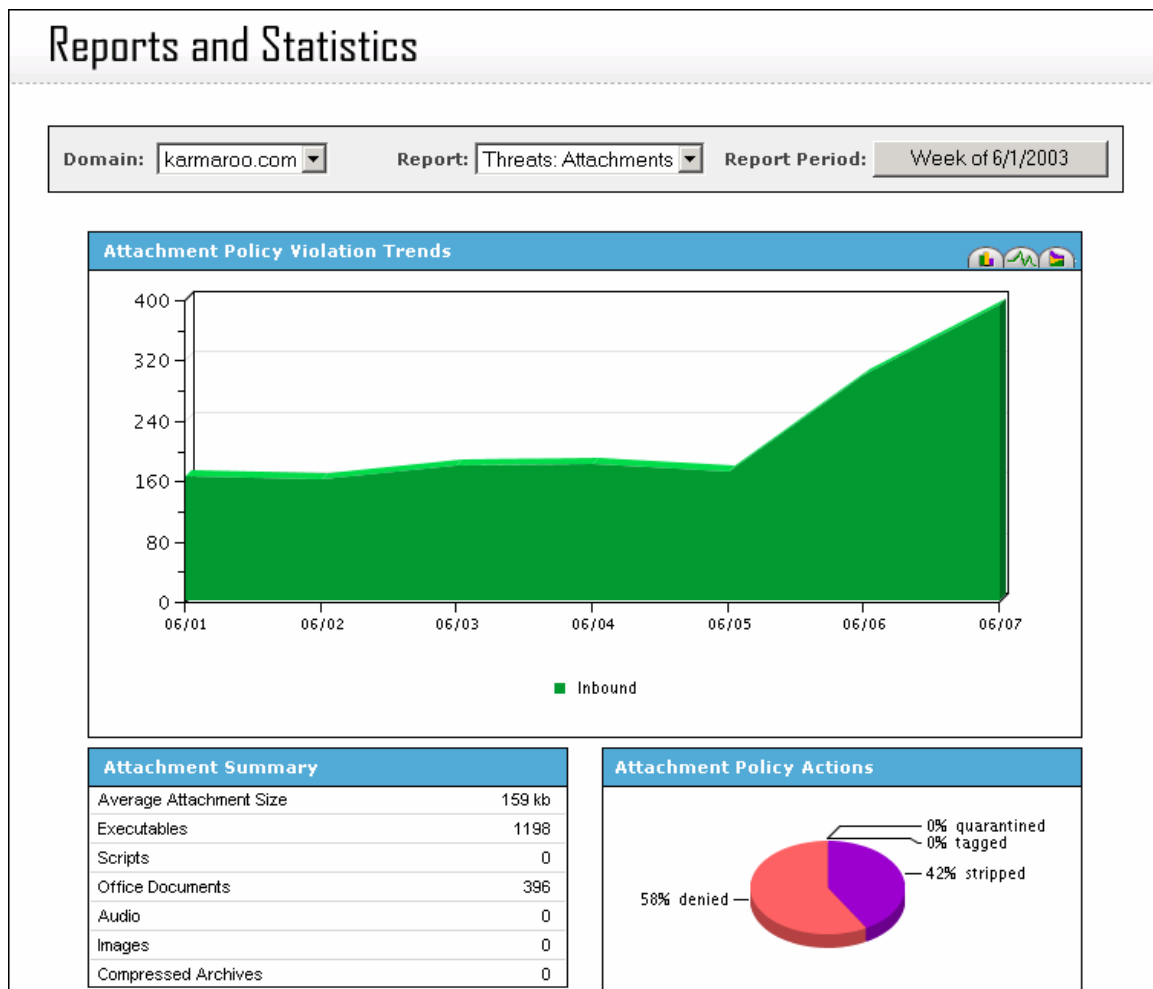 Reports and Statistics
Domain: karmaroo.com Report: Threats: Attachments Report Period: Week of 6/1/2003
Attachment Policy Violation Trends
400
320
240
160
80
0
06/01 06/02 06/03 06/04 06/05 06/06 06/07
Inbound
Attachment Summary
Average Attachment Size 159 kb
Executables 1198
Scripts 0
Office Documents 396
Audio 0
Images 0
Compressed Archives 0
Attachment Policy Actions
0% quarantined
0% tagged
42% stripped
58% denied